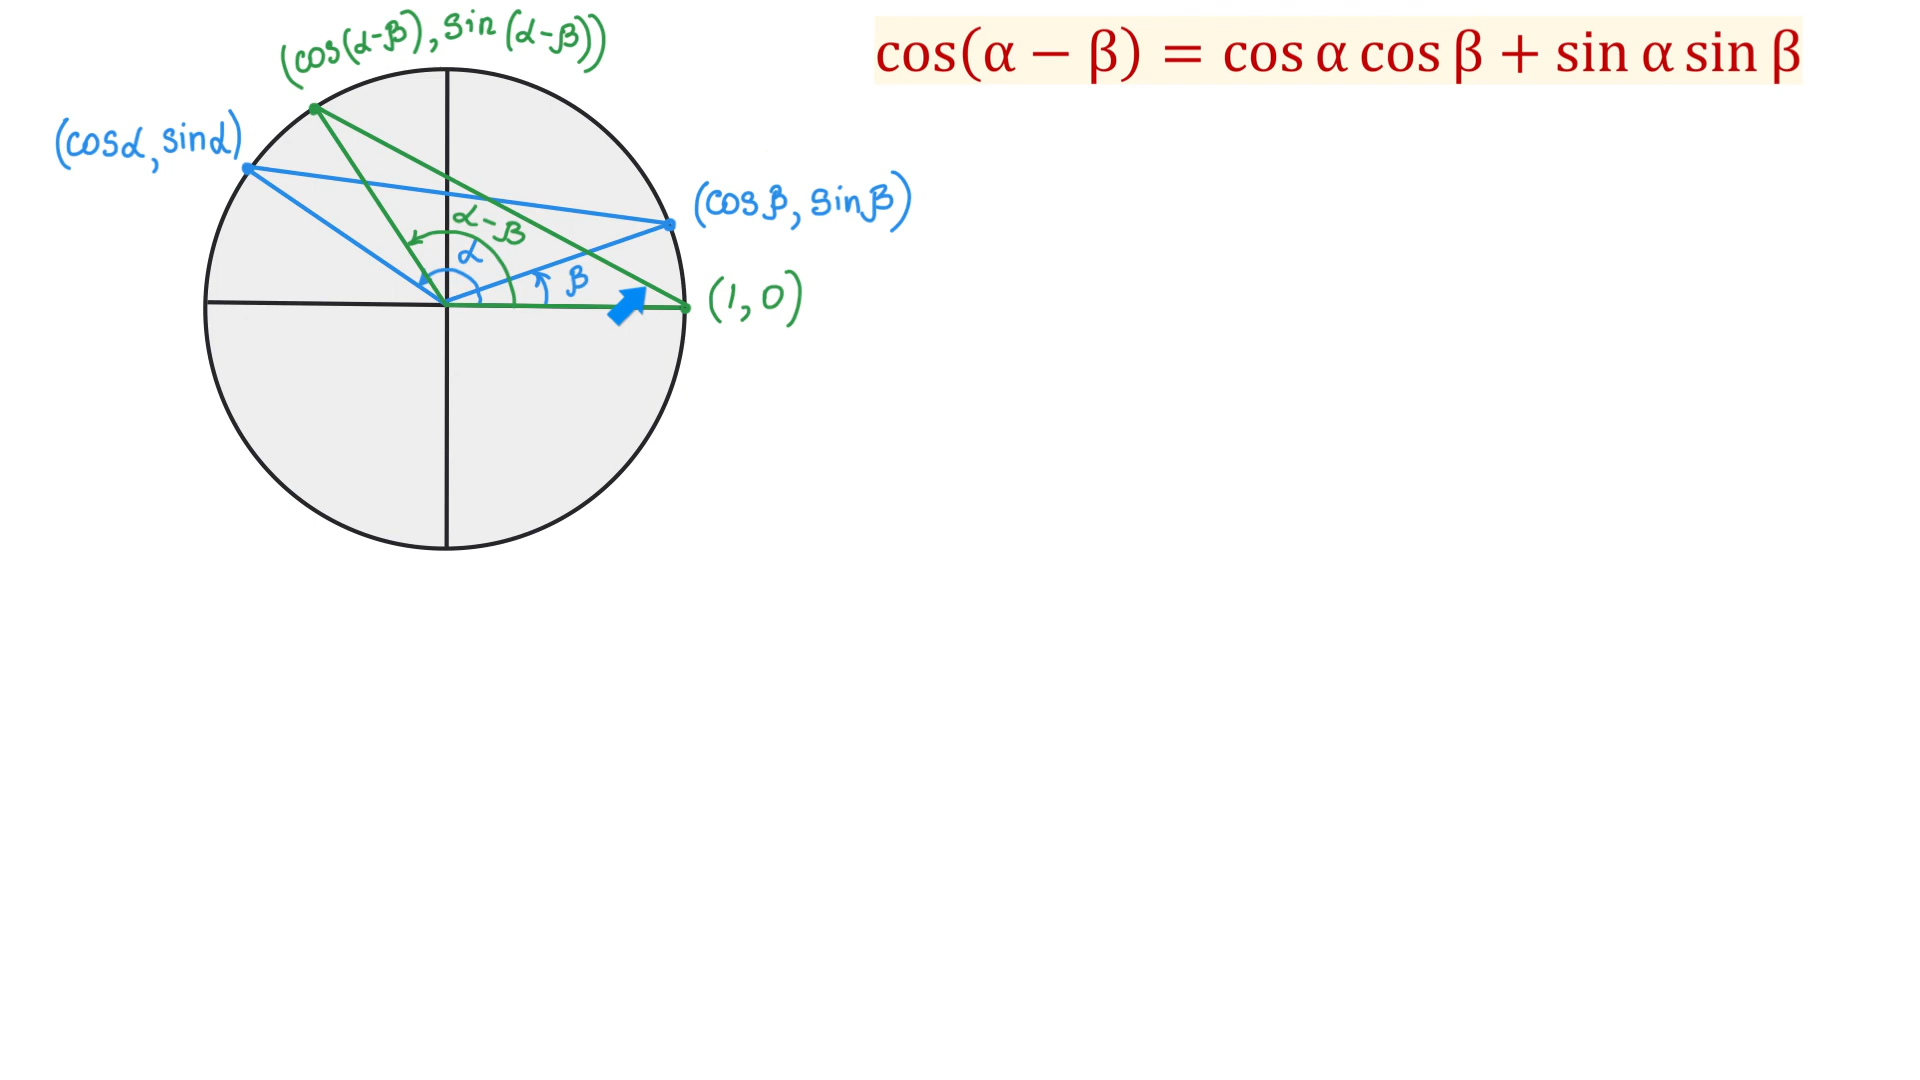 (cos(α-β), sin(α-β))
cos(α − β) = cos α cos β + sin α sin β
(cosα, sinα)
(cosβ, sinβ)
α-β
α
β
(1, 0)